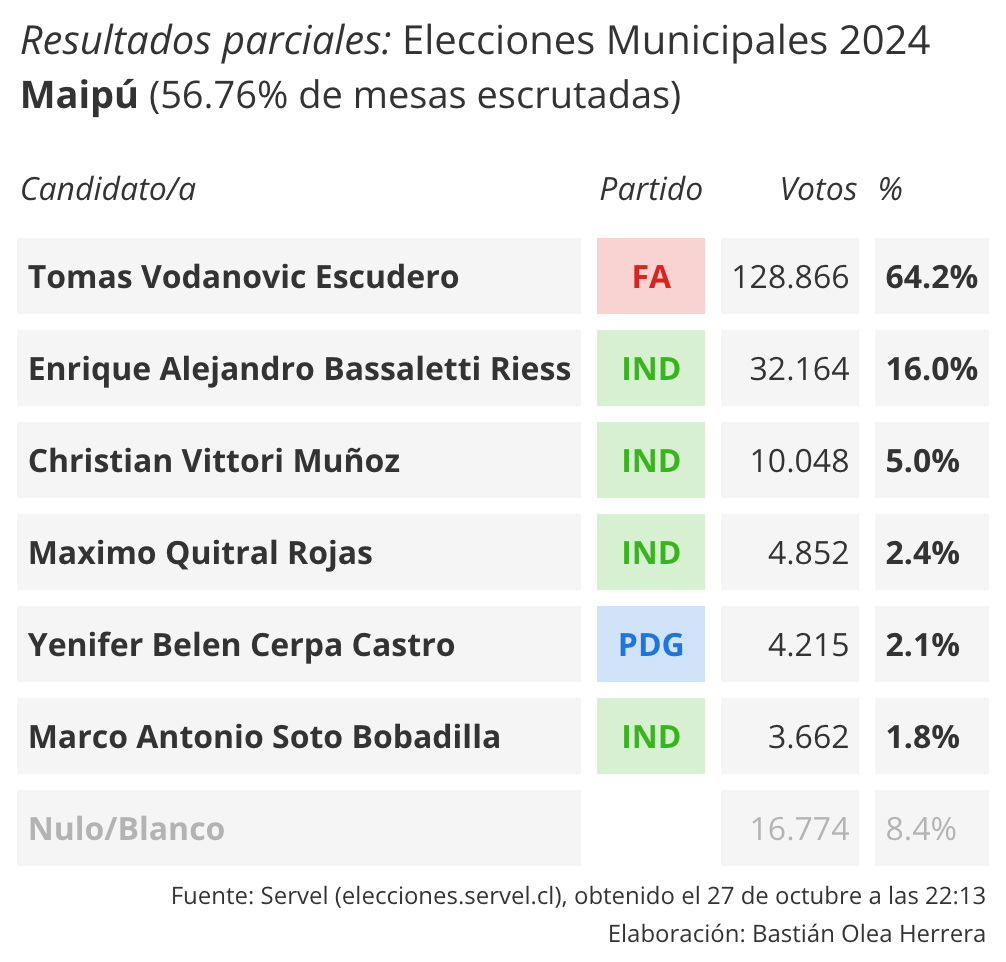 Resultados parciales: Elecciones Municipales 2024
Maipú (56.76% de mesas escrutadas)
Candidato/a Partido Votos %
Tomas Vodanovic Escudero FA 128.866 64.2%
Enrique Alejandro Bassaletti Riess IND 32.164 16.0%
Christian Vittori Muñoz IND 10.048 5.0%
Maximo Quitral Rojas IND 4.852 2.4%
Yenifer Belen Cerpa Castro PDG 4.215 2.1%
Marco Antonio Soto Bobadilla IND 3.662 1.8%
Nulo/Blanco 16.774 8.4%
Fuente: Servel (elecciones.servel.cl), obtenido el 27 de octubre a las 22:13
Elaboración: Bastián Olea Herrera